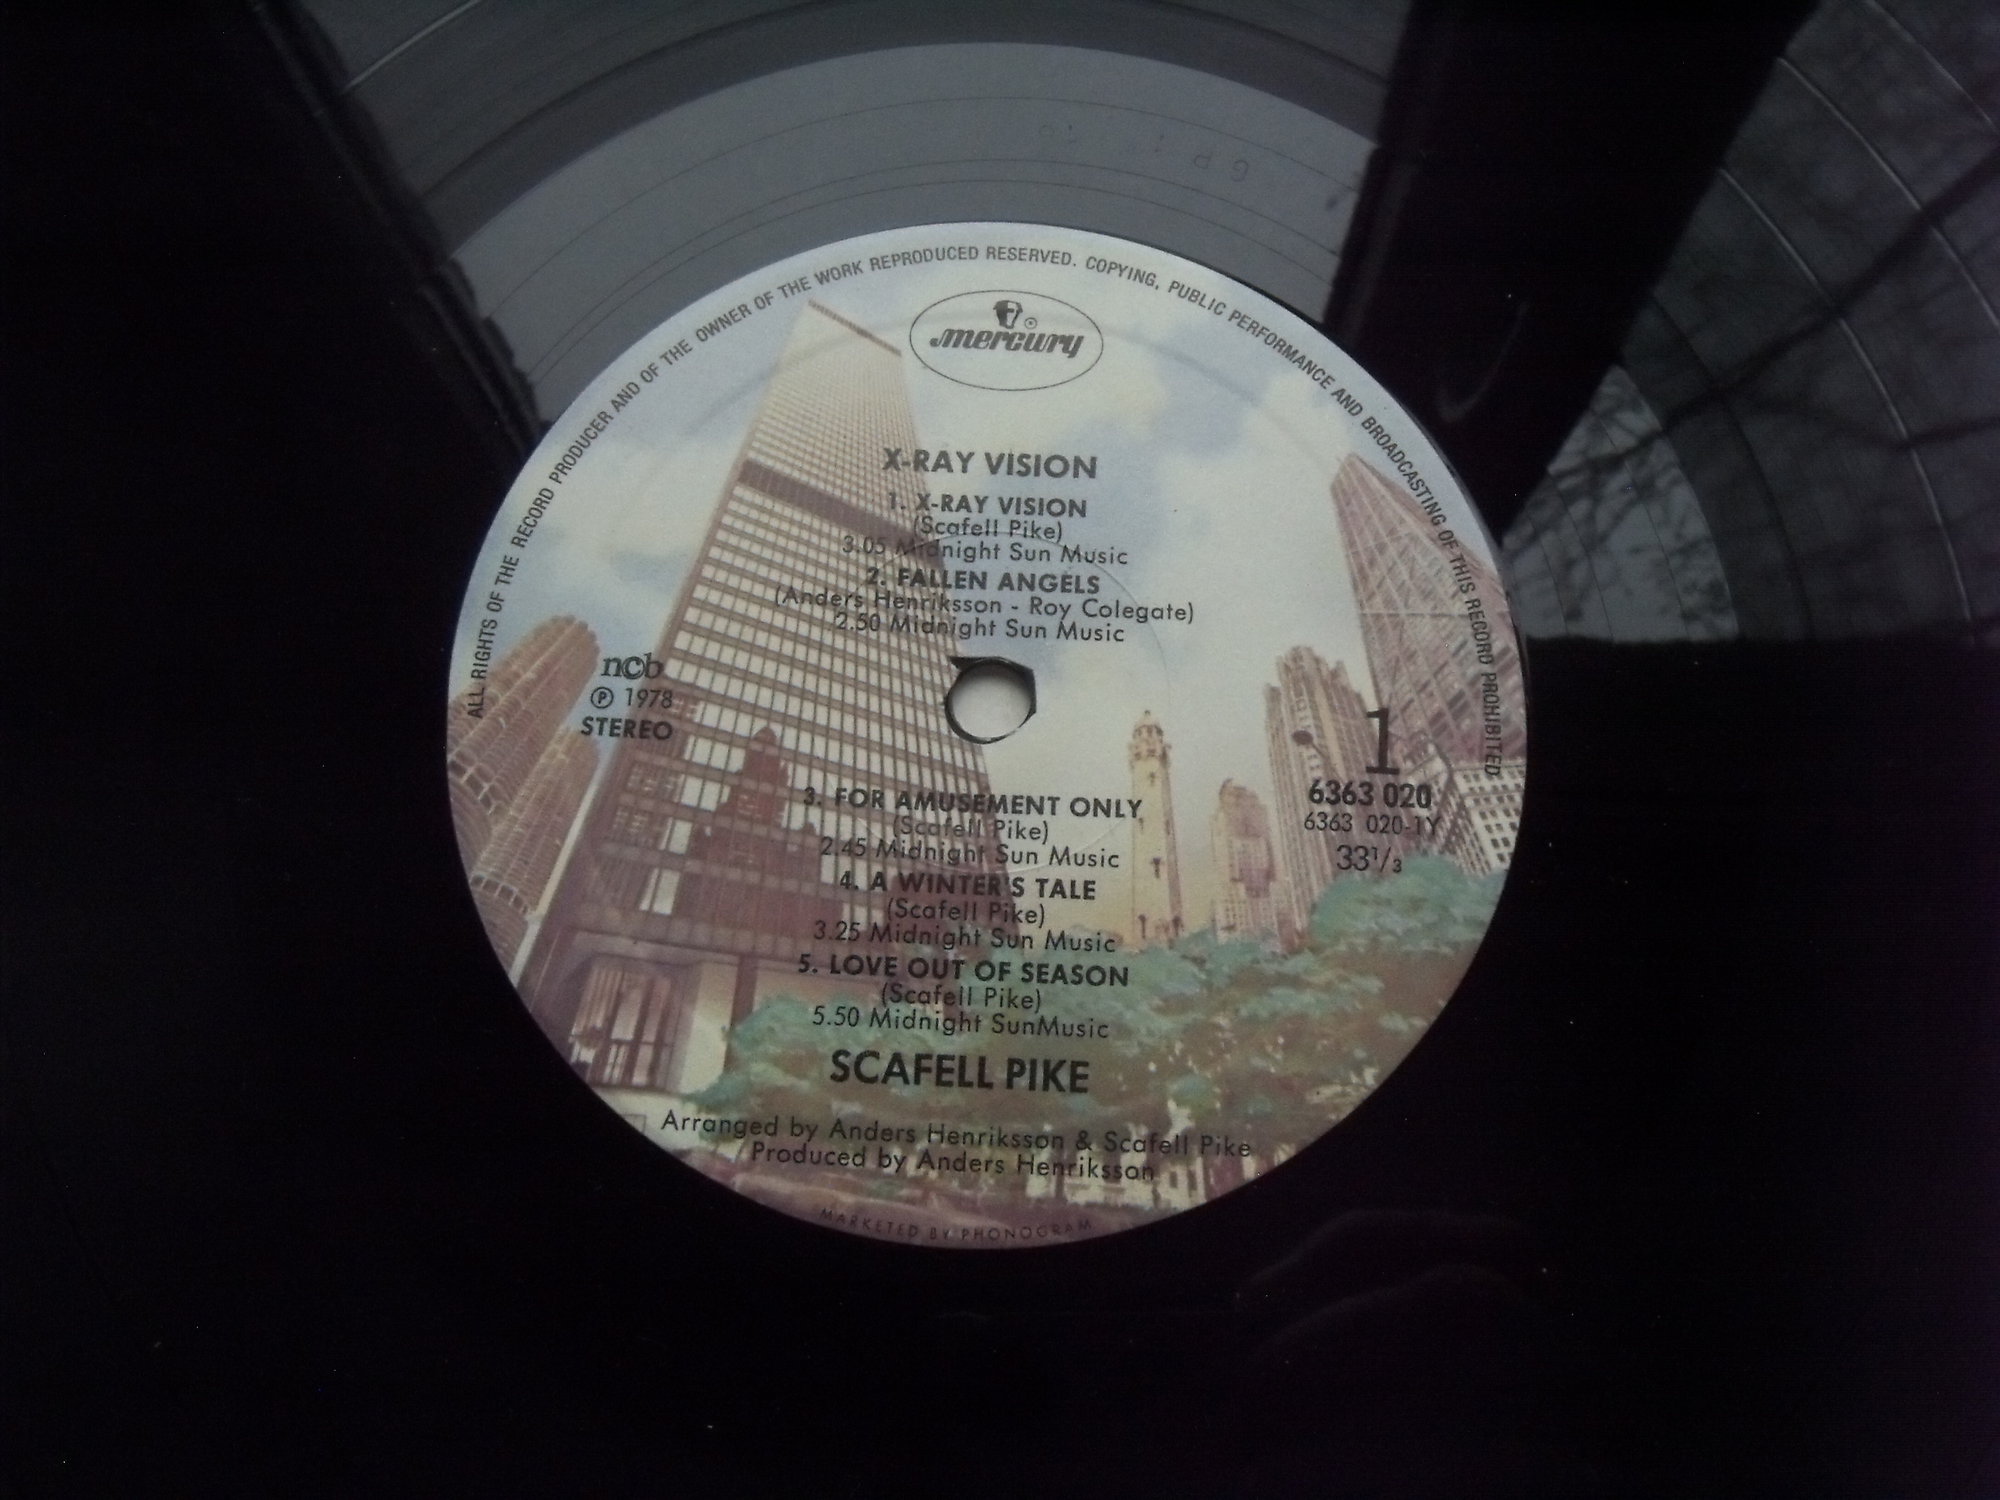 ALL RIGHTS OF THE RECORD PRODUCER AND OF THE OWNER OF THE WORK REPRODUCED RESERVED. COPYING, PUBLIC PERFORMANCE AND BROADCASTING OF THIS RECORD PROHIBITED
mercury
X-RAY VISION
1. X-RAY VISION
(Scafell Pike)
3.05 Midnight Sun Music
2. FALLEN ANGELS
(Anders Henriksson - Roy Colegate)
2.50 Midnight Sun Music
ncb
℗ 1978
STEREO
1
6363 020
6363 020-1Y
33 1/3
3. FOR AMUSEMENT ONLY
(Scafell Pike)
2.45 Midnight Sun Music
4. A WINTER'S TALE
(Scafell Pike)
3.25 Midnight Sun Music
5. LOVE OUT OF SEASON
(Scafell Pike)
5.50 Midnight SunMusic
SCAFELL PIKE
Arranged by Anders Henriksson & Scafell Pike
Produced by Anders Henriksson
MARKETED BY PHONOGRAM